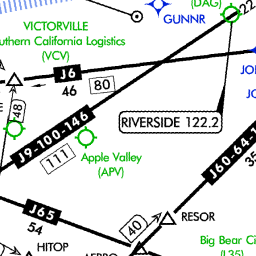 (DAG)
22
GUNNR
VICTORVILLE
uthern California Logistics
(VCV)
J6
46
80
JO
JO
48
RIVERSIDE 122.2
J9-100-146
111
Apple Valley
(APV)
J60-64-1
35
J65
54
40
RESOR
HITOP
Big Bear Ci
(L35)